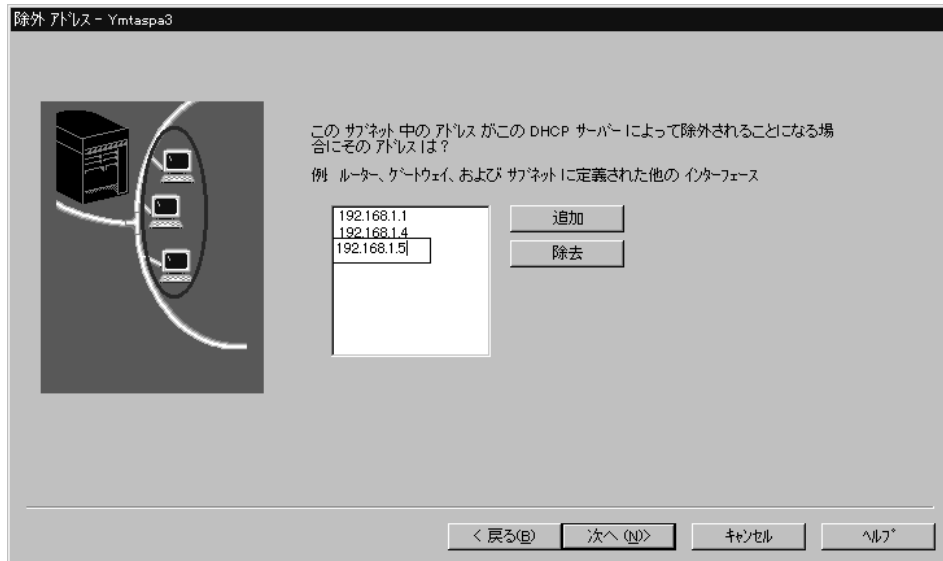 除外 アドレス - Ymtaspa3
この サブネット 中の アドレス がこの DHCP サーバー によって除外されることになる場
合にその アドレス は？
例 ルーター、ゲートウェイ、および サブネット に定義された他の インターフェース
192.168.1.1
192.168.1.4
192.168.1.5
追加
除去
< 戻る(B)
次へ (N)>
キャンセル
ヘルプ